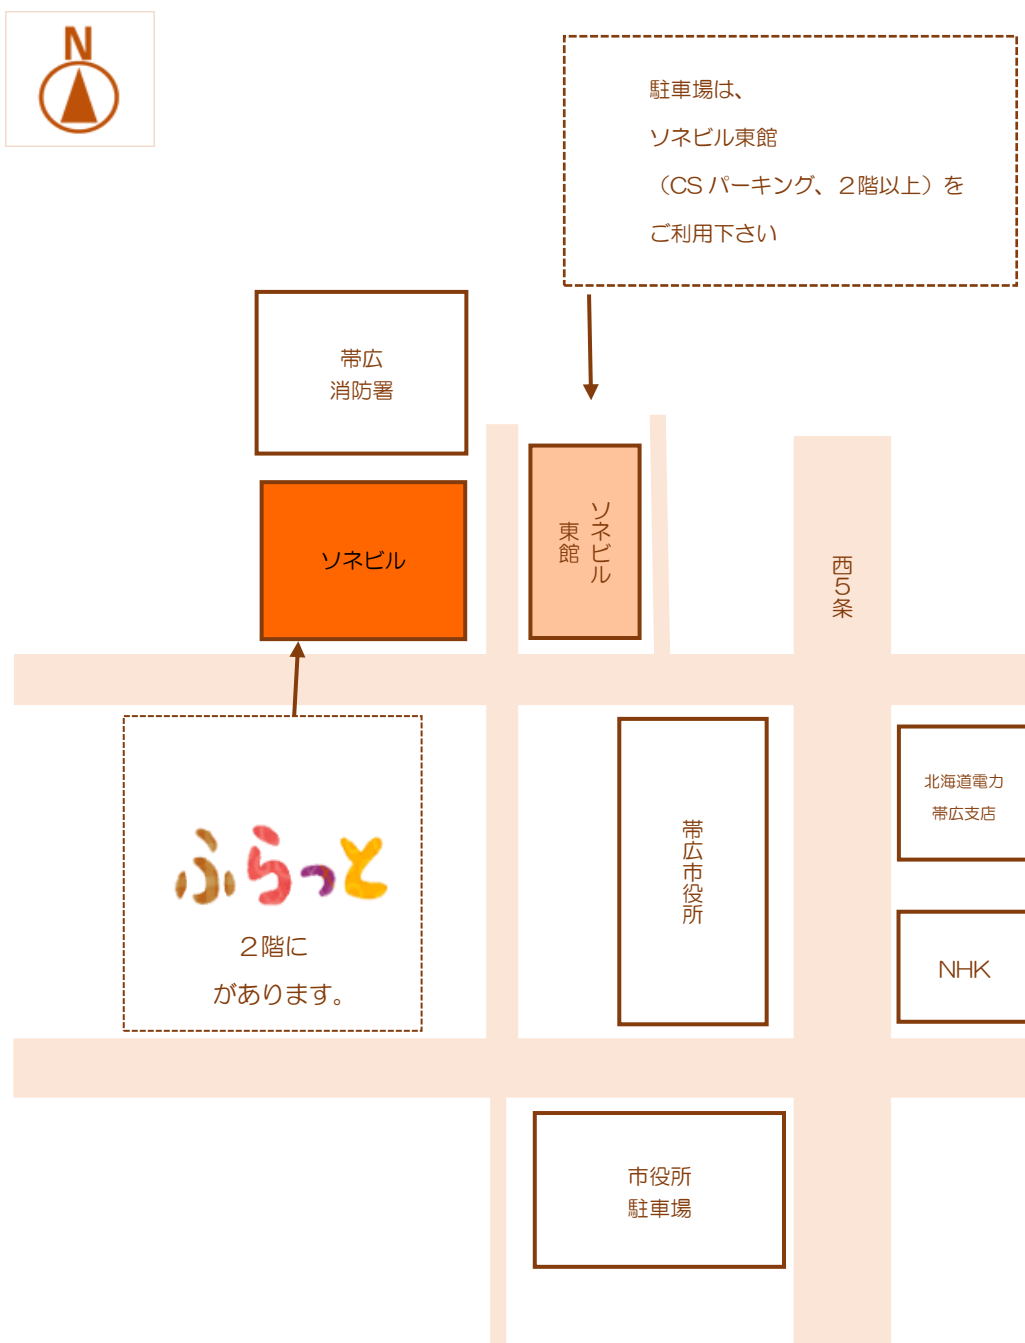 N
駐車場は、
ソネビル東館
（CSパーキング、２階以上）を
ご利用下さい
帯広
消防署
ソネビル
東館
ソネビル
西５条
ふらっと
２階に
があります。
帯広市役所
北海道電力
帯広支店
NHK
市役所
駐車場